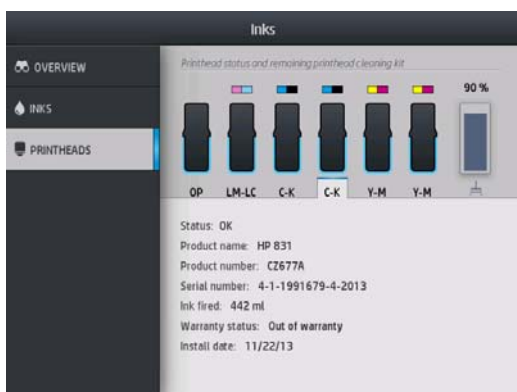 Inks
OVERVIEW
INKS
PRINTHEADS
Printhead status and remaining printhead cleaning kit
90 %
OP LM-LC C-K C-K Y-M Y-M
Status: OK
Product name: HP 831
Product number: CZ677A
Serial number: 4-1-1991679-4-2013
Ink fired: 442 ml
Warranty status: Out of warranty
Install date: 11/22/13